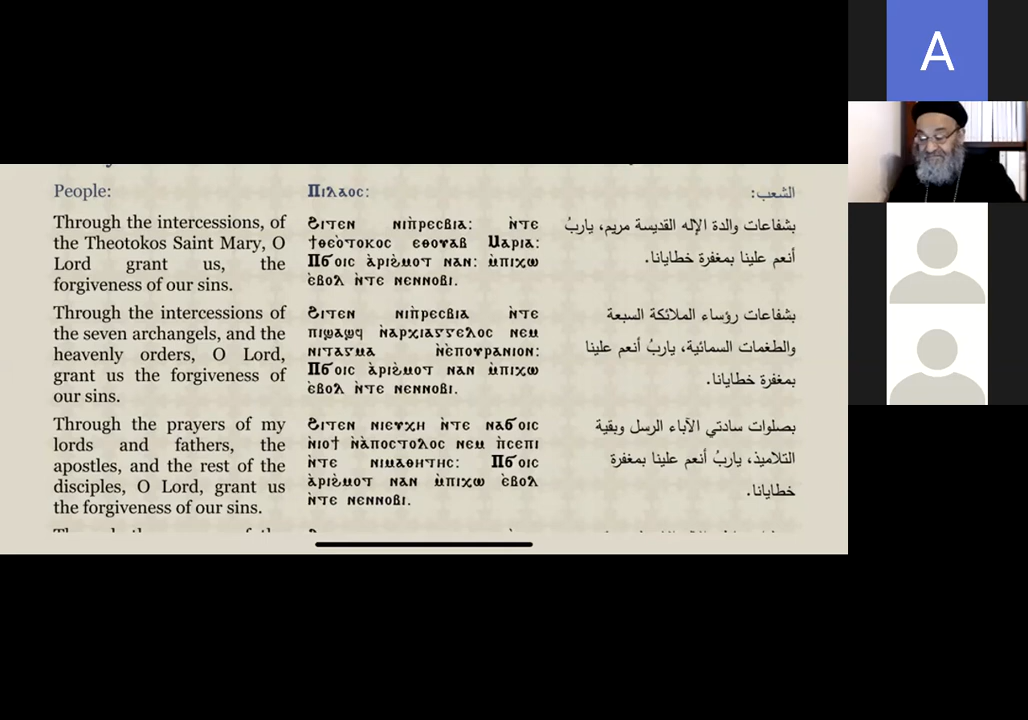 People:
Through the intercessions, of
the Theotokos Saint Mary, O
Lord grant us, the
forgiveness of our sins.
Through the intercessions of
the seven archangels, and the
heavenly orders, O Lord,
grant us the forgiveness of
our sins.
Through the prayers of my
lords and fathers, the
apostles, and the rest of the
disciples, O Lord, grant us
the forgiveness of our sins.
Ⲡⲓⲗⲁⲟⲥ:
Ϩⲓⲧⲉⲛ ⲛⲓⲡ̀ⲣⲉⲥⲃⲓⲁ: ⲛ̀ⲧⲉ
ϯⲑⲉⲟ̀ⲧⲟⲕⲟⲥ ⲉⲑⲟⲩⲁⲃ Ⲙⲁⲣⲓⲁ:
Ⲡϭⲟⲓⲥ ⲁ̀ⲣⲓϩ̀ⲙⲟⲧ ⲛⲁⲛ: ⲙ̀ⲡⲓⲭⲱ
ⲉ̀ⲃⲟⲗ ⲛ̀ⲧⲉ ⲛⲉⲛⲛⲟⲃⲓ.
Ϩⲓⲧⲉⲛ ⲛⲓⲡ̀ⲣⲉⲥⲃⲓⲁ ⲛ̀ⲧⲉ
ⲡⲓϣⲁϣϥ ⲛ̀ⲁⲣⲭⲓⲁⲅⲅⲉⲗⲟⲥ ⲛⲉⲙ
ⲛⲓⲧⲁⲅⲙⲁ ⲛ̀ⲉⲡⲟⲩⲣⲁⲛⲓⲟⲛ:
Ⲡϭⲟⲓⲥ ⲁ̀ⲣⲓϩ̀ⲙⲟⲧ ⲛⲁⲛ ⲙ̀ⲡⲓⲭⲱ
ⲉ̀ⲃⲟⲗ ⲛ̀ⲧⲉ ⲛⲉⲛⲛⲟⲃⲓ.
Ϩⲓⲧⲉⲛ ⲛⲓⲉⲩⲭⲏ ⲛ̀ⲧⲉ ⲛⲁϭⲟⲓⲥ
ⲛ̀ⲓⲟϯ ⲛ̀ⲁ̀ⲡⲟⲥⲧⲟⲗⲟⲥ ⲛⲉⲙ ⲡ̀ⲥⲉⲡⲓ
ⲛ̀ⲧⲉ ⲛⲓⲙⲁⲑⲏⲧⲏⲥ: Ⲡϭⲟⲓⲥ
ⲁ̀ⲣⲓϩ̀ⲙⲟⲧ ⲛⲁⲛ ⲙ̀ⲡⲓⲭⲱ ⲉ̀ⲃⲟⲗ
ⲛ̀ⲧⲉ ⲛⲉⲛⲛⲟⲃⲓ.
الشعب:
بشفاعات والدة الإله القديسة مريم، ياربُ
أنعم علينا بمغفرة خطايانا.
بشفاعات رؤساء الملائكة السبعة
والطغمات السمائية، ياربُ أنعم علينا
بمغفرة خطايانا.
بصلوات سادتي الآباء الرسل وبقية
التلاميذ، ياربُ أنعم علينا بمغفرة
خطايانا.
A